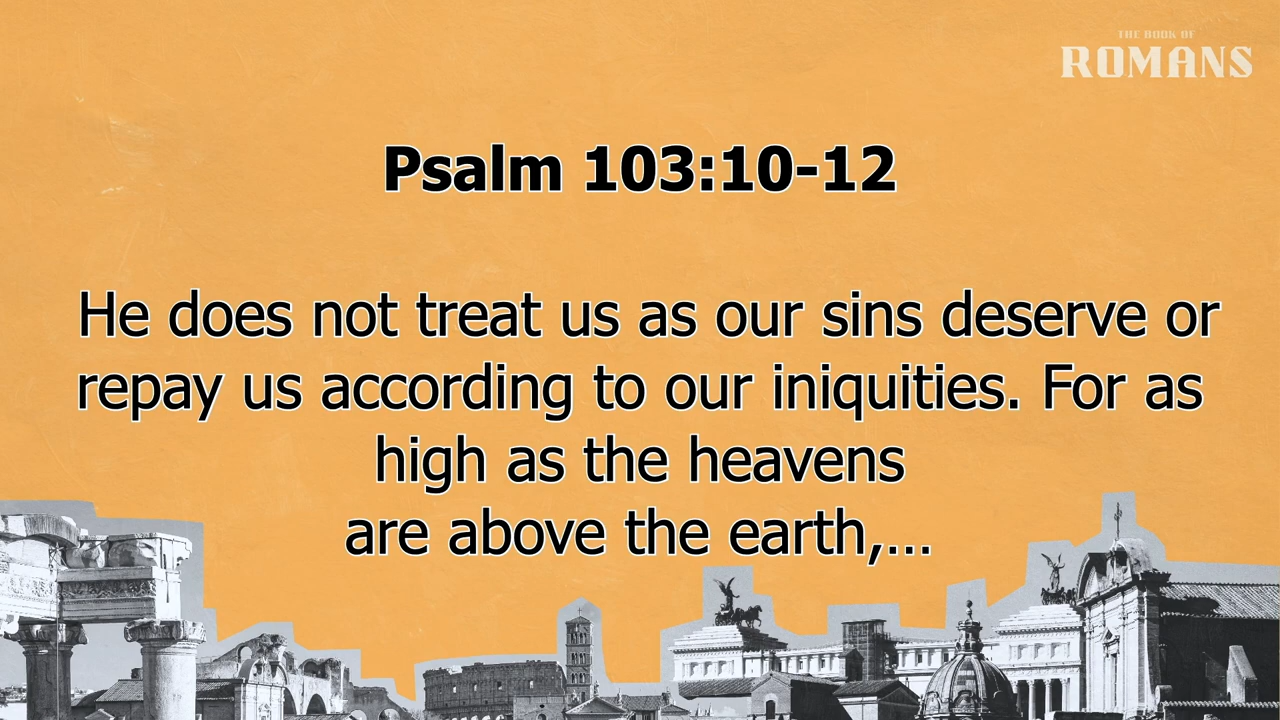 THE BOOK OF
ROMANS
Psalm 103:10-12
He does not treat us as our sins deserve or
repay us according to our iniquities. For as
high as the heavens
are above the earth,...